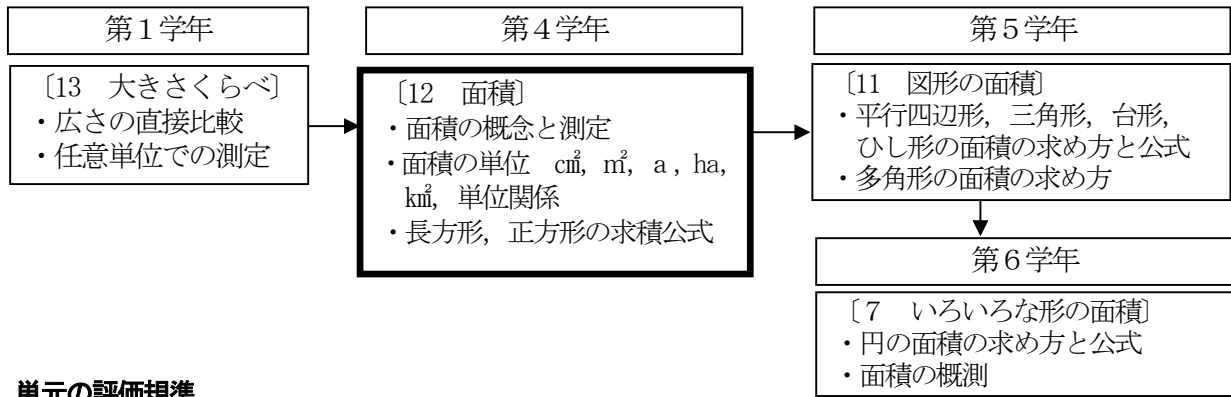 第１学年
〔13　大きさくらべ〕
・広さの直接比較
・任意単位での測定
第４学年
〔12　面積〕
・面積の概念と測定
・面積の単位　㎠, ㎡, ａ, ha,
㎢, 単位関係
・長方形, 正方形の求積公式
第５学年
〔11　図形の面積〕
・平行四辺形, 三角形, 台形,
ひし形の面積の求め方と公式
・多角形の面積の求め方
第６学年
〔７　いろいろな形の面積〕
・円の面積の求め方と公式
・面積の概測
単元の評価規準